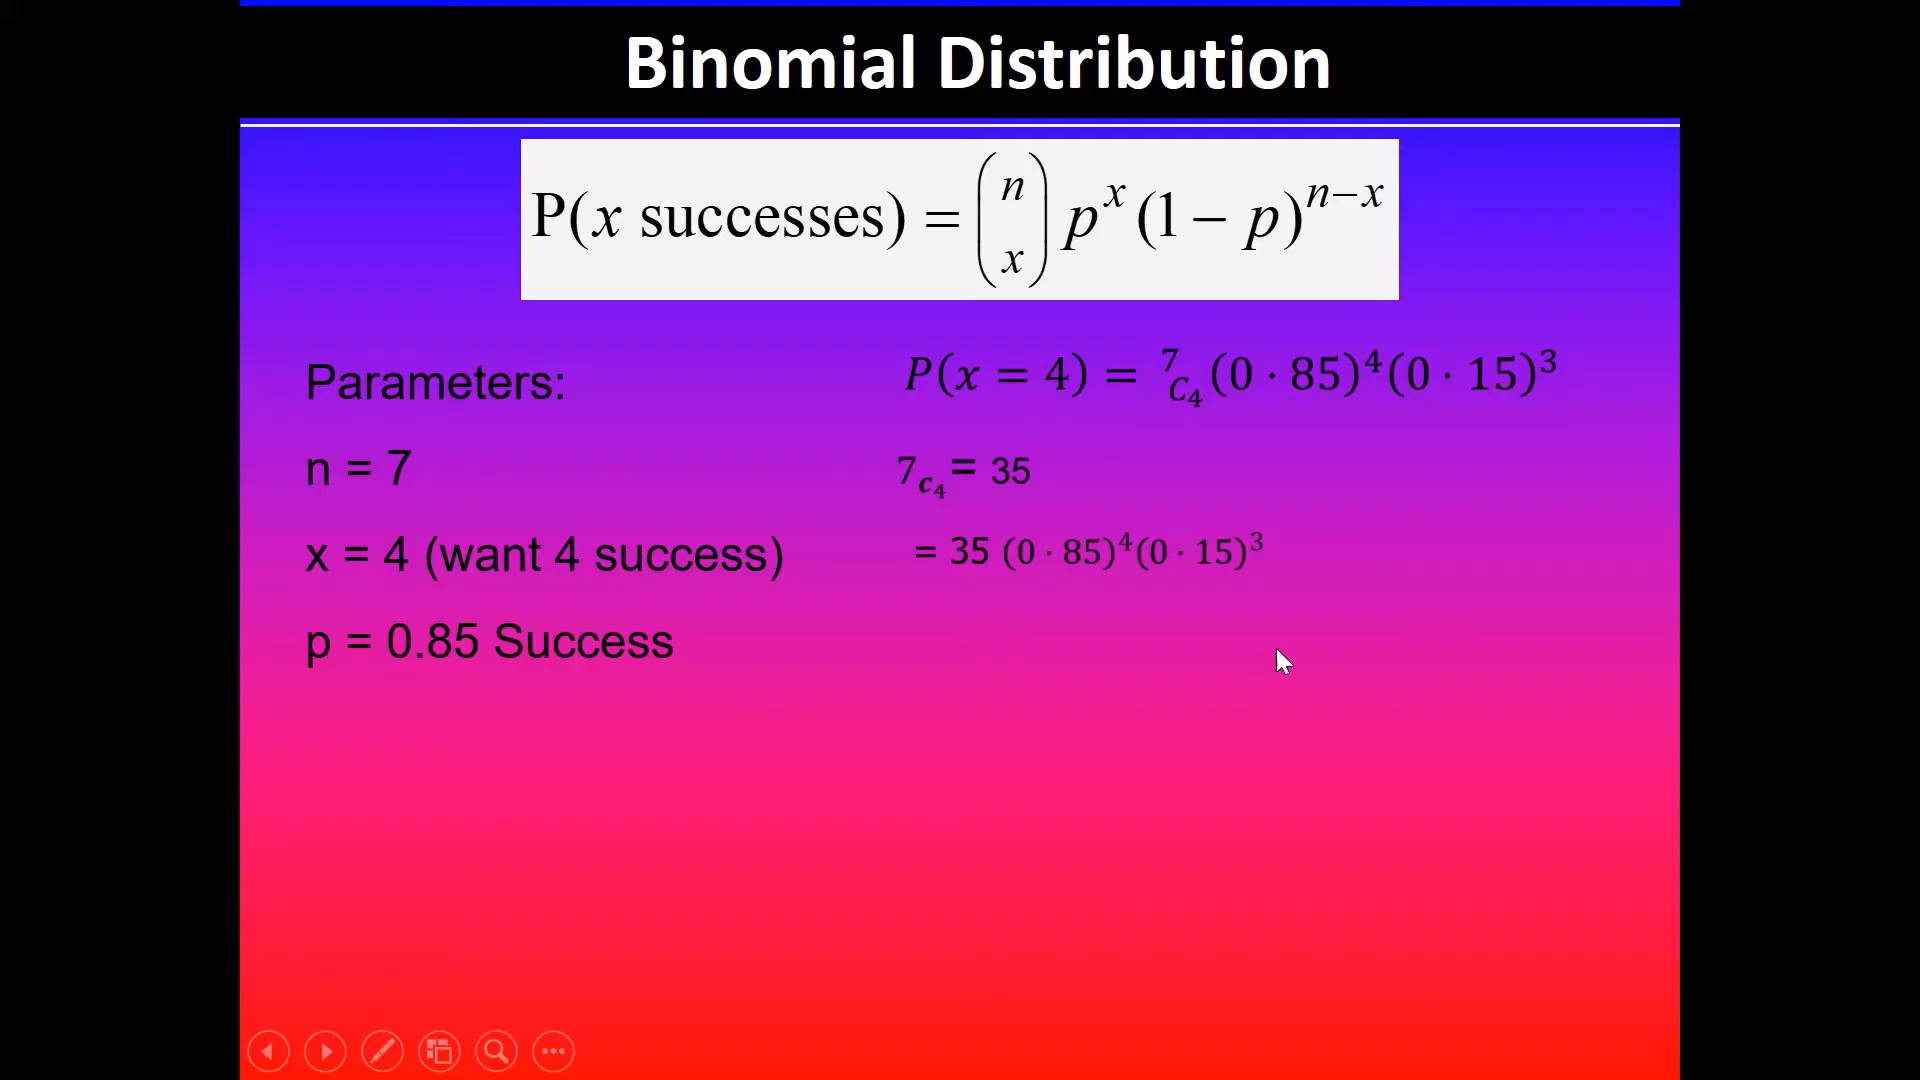 Binomial Distribution
P(x successes) = (n x) p^x (1 − p)^{n−x}
Parameters:
n = 7
x = 4 (want 4 success)
p = 0.85 Success
P(x = 4) = ⁷C₄ (0 · 85)⁴(0 · 15)³
7c₄ = 35
= 35 (0 · 85)⁴(0 · 15)³